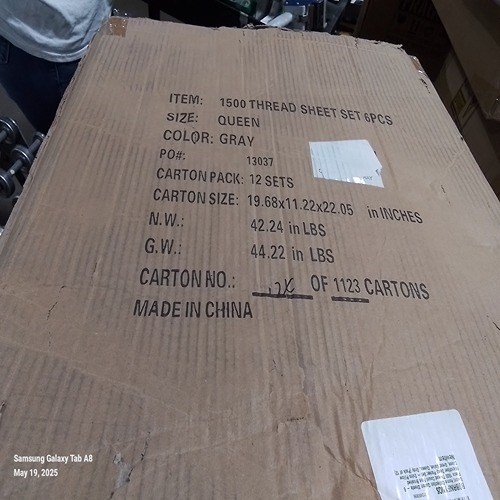 ITEM: 1500 THREAD SHEET SET 6PCS
SIZE: QUEEN
COLOR: GRAY
PO#: 13037
CARTON PACK: 12 SETS
CARTON SIZE: 19.68x11.22x22.05 in INCHES
N.W.: 42.24 in LBS
G.W.: 44.22 in LBS
CARTON NO.: OF 1123 CARTONS
MADE IN CHINA
Samsung Galaxy Tab A8
May 19, 2025